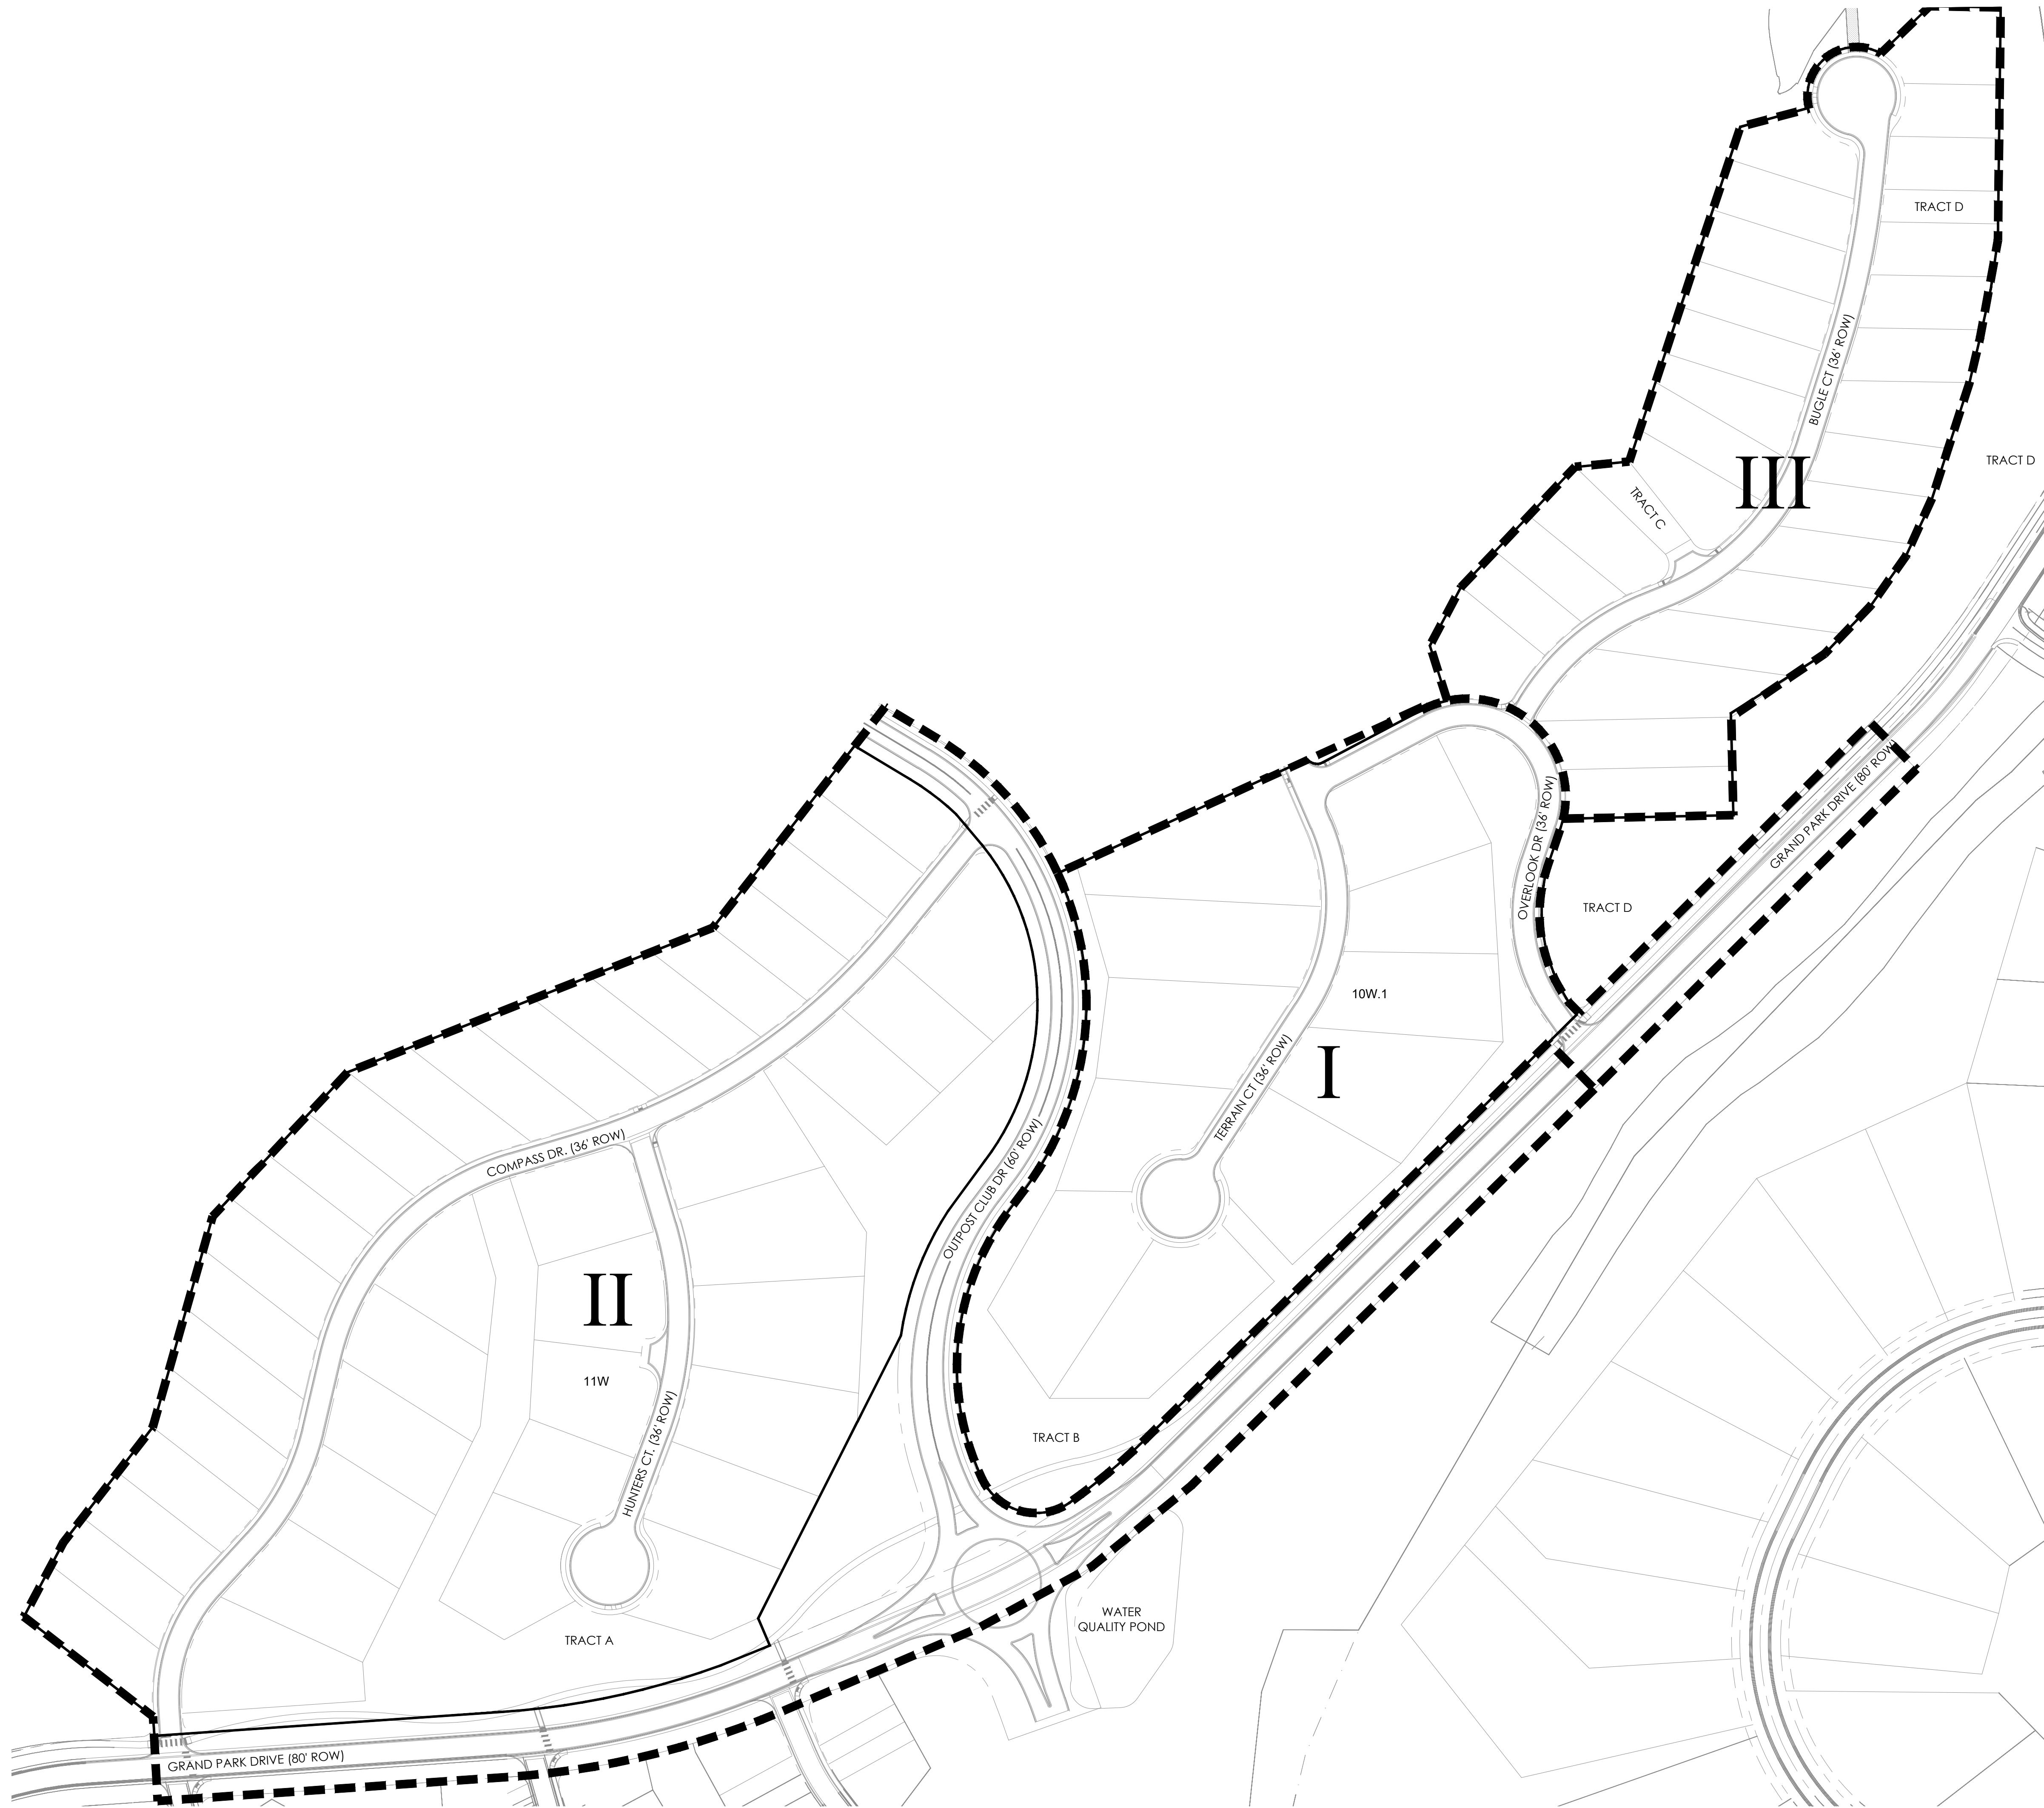 TRACT D
BUGLE CT (36' ROW)
TRACT D
III
TRACT C
GRAND PARK DRIVE (80' ROW)
OVERLOOK DR (36' ROW)
TRACT D
10W.1
I
TERRAIN CT (36' ROW)
COMPASS DR. (36' ROW)
OUTPOST CLUB DR (60' ROW)
II
11W
HUNTERS CT. (36' ROW)
TRACT B
WATER
QUALITY POND
TRACT A
GRAND PARK DRIVE (80' ROW)